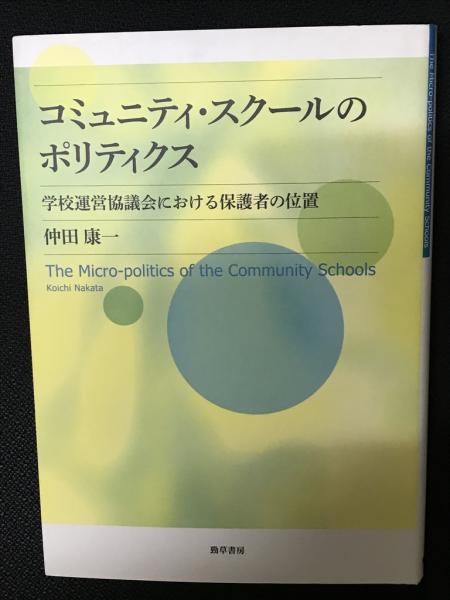 コミュニティ・スクールの
ポリティクス
学校運営協議会における保護者の位置
仲田 康一
The Micro-politics of the Community Schools
Koichi Nakata
勁草書房
The Micro-politics of the Community Schools